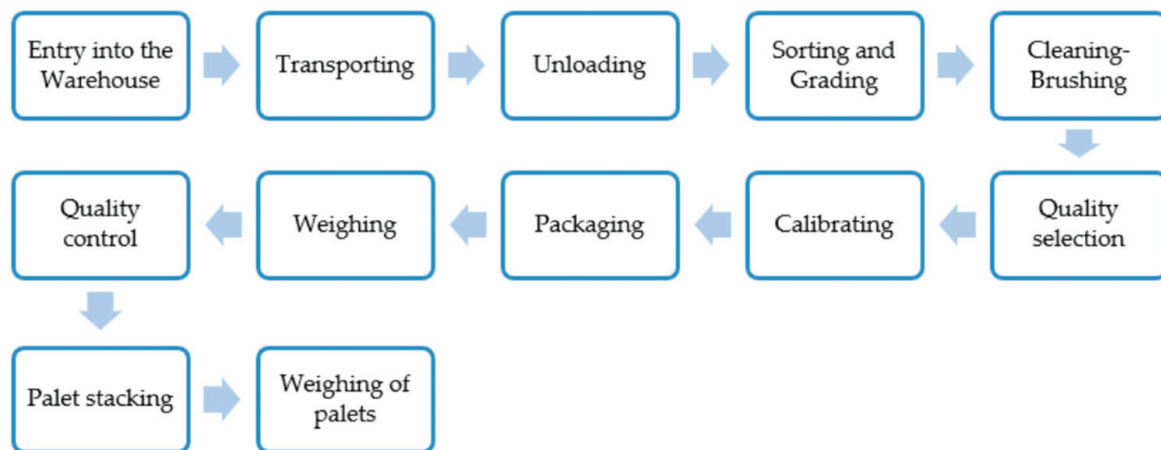 Entry into the
Warehouse
Transporting
Unloading
Sorting and
Grading
Cleaning-
Brushing
Quality
selection
Calibrating
Packaging
Weighing
Quality
control
Palet stacking
Weighing of
palets